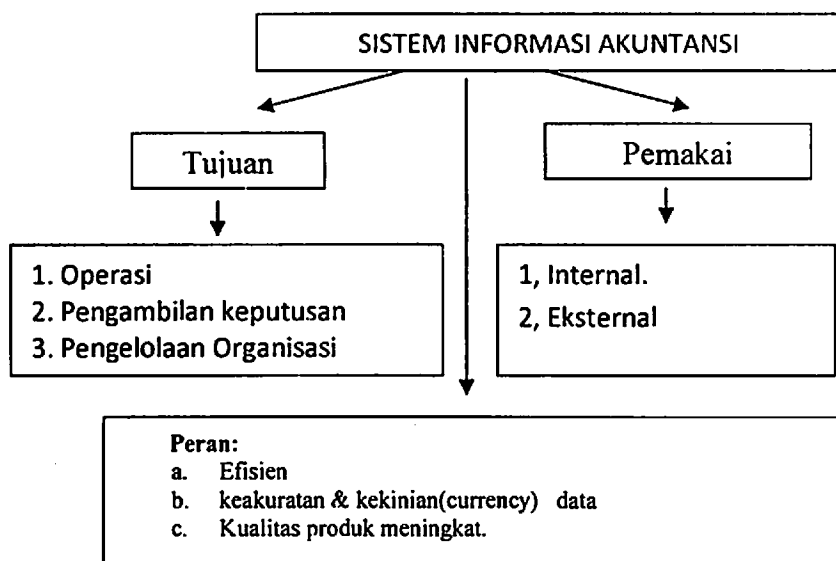 SISTEM INFORMASI AKUNTANSI
Tujuan
Pemakai
1. Operasi
2. Pengambilan keputusan
3. Pengelolaan Organisasi
1, Internal.
2, Eksternal
Peran:
a. Efisien
b. keakuratan & kekinian(currency) data
c. Kualitas produk meningkat.